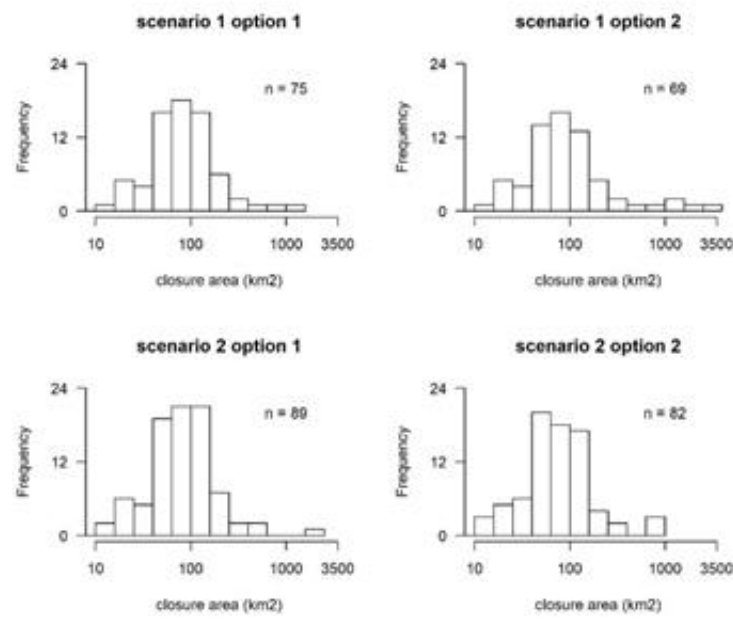 scenario 1 option 1
24
12
0
Frequency
n = 75
10 100 1000 3500
closure area (km2)
scenario 1 option 2
24
12
0
Frequency
n = 69
10 100 1000 3500
closure area (km2)
scenario 2 option 1
24
12
0
Frequency
n = 89
10 100 1000 3500
closure area (km2)
scenario 2 option 2
24
12
0
Frequency
n = 82
10 100 1000 3500
closure area (km2)